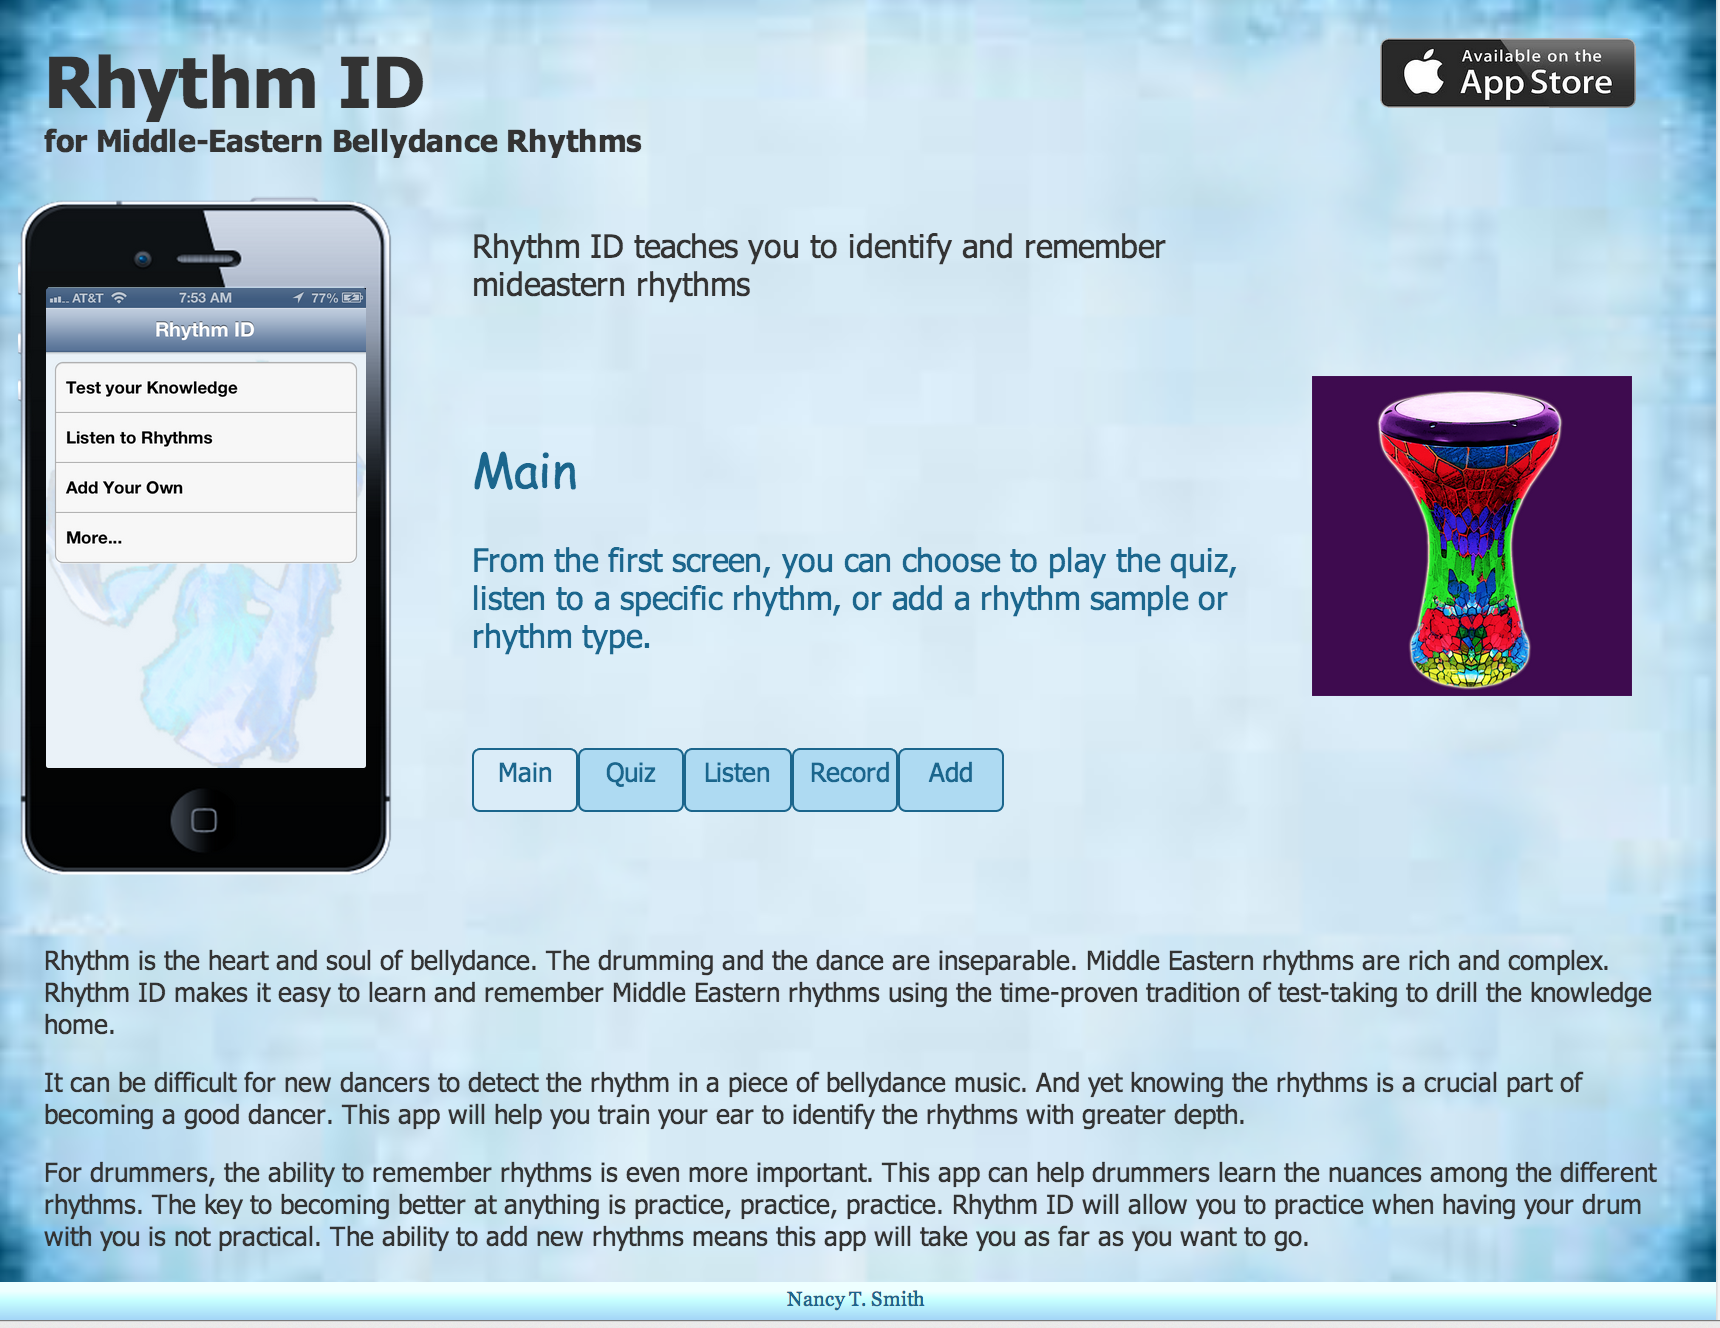 Rhythm ID
for Middle-Eastern Bellydance Rhythms
Available on the
App Store
AT&T 7:53 AM 77%
Rhythm ID
Test your Knowledge
Listen to Rhythms
Add Your Own
More...
Rhythm ID teaches you to identify and remember
mideastern rhythms
Main
From the first screen, you can choose to play the quiz,
listen to a specific rhythm, or add a rhythm sample or
rhythm type.
Main Quiz Listen Record Add
Rhythm is the heart and soul of bellydance. The drumming and the dance are inseparable. Middle Eastern rhythms are rich and complex.
Rhythm ID makes it easy to learn and remember Middle Eastern rhythms using the time-proven tradition of test-taking to drill the knowledge
home.
It can be difficult for new dancers to detect the rhythm in a piece of bellydance music. And yet knowing the rhythms is a crucial part of
becoming a good dancer. This app will help you train your ear to identify the rhythms with greater depth.
For drummers, the ability to remember rhythms is even more important. This app can help drummers learn the nuances among the different
rhythms. The key to becoming better at anything is practice, practice, practice. Rhythm ID will allow you to practice when having your drum
with you is not practical. The ability to add new rhythms means this app will take you as far as you want to go.
Nancy T. Smith